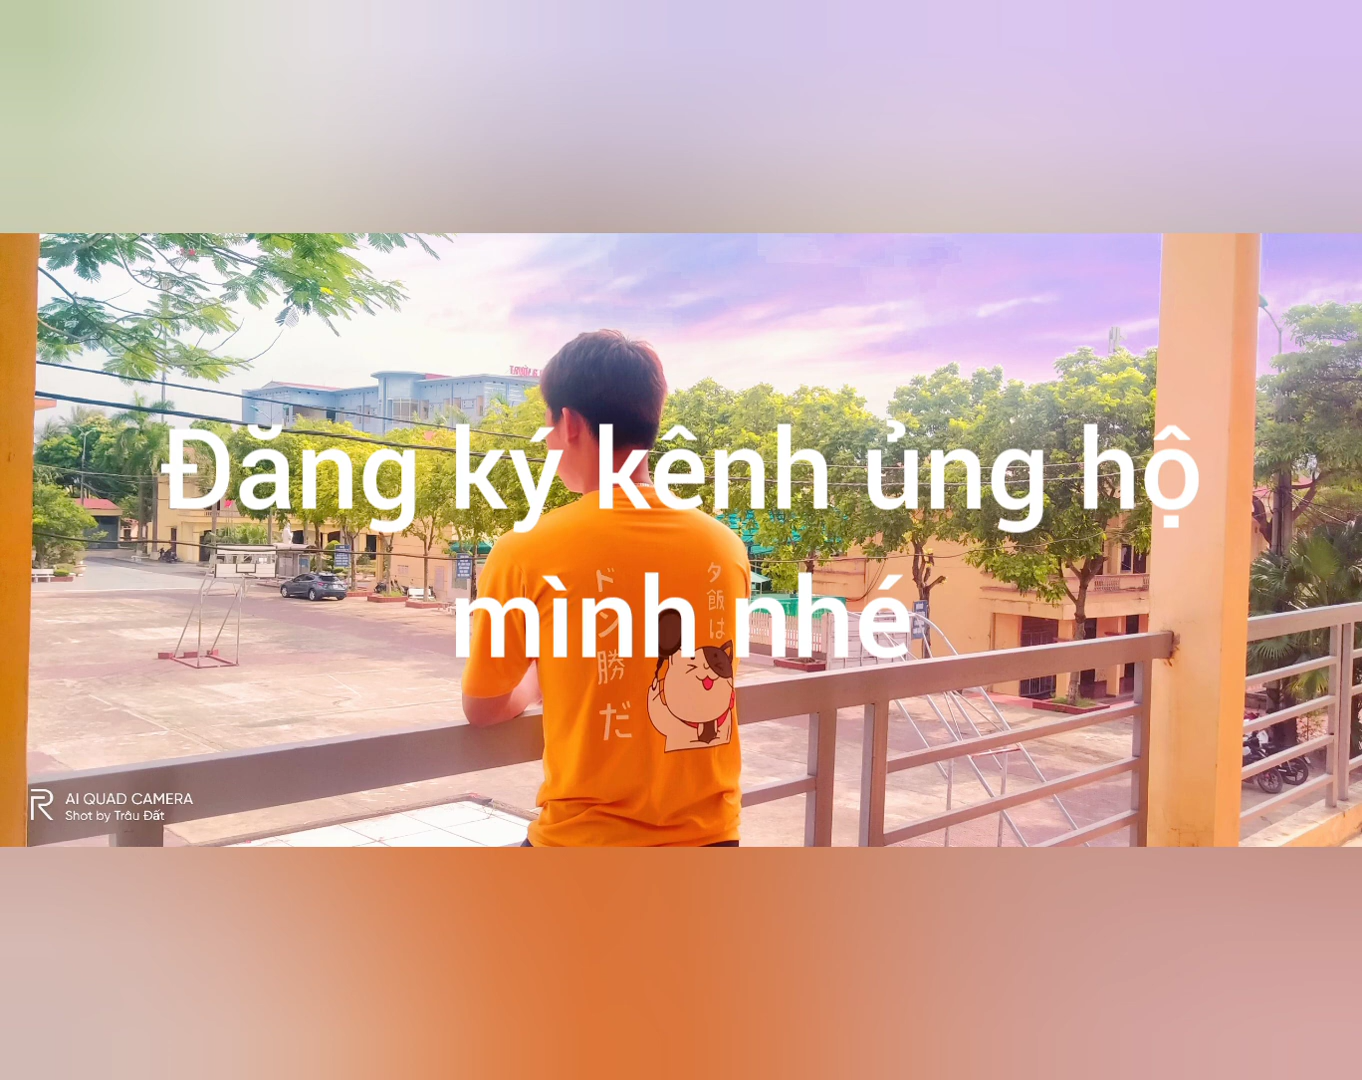 Đăng ký kênh ủng hộ
mình nhé
夕飯は
ドン勝だ
AI QUAD CAMERA
Shot by Trâu Đất